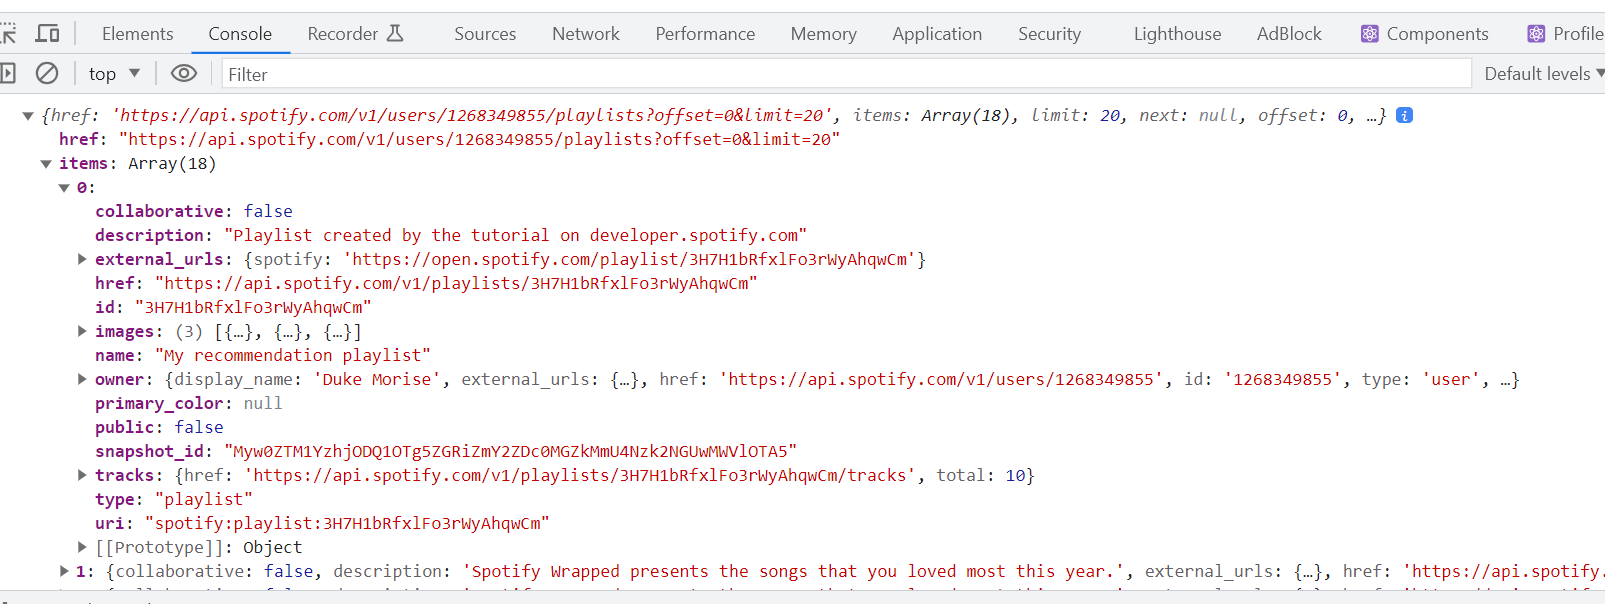 Elements Console Recorder Sources Network Performance Memory Application Security Lighthouse AdBlock Components Profile
top Filter Default levels
{href: 'https://api.spotify.com/v1/users/1268349855/playlists?offset=0&limit=20', items: Array(18), limit: 20, next: null, offset: 0, …} i
href: "https://api.spotify.com/v1/users/1268349855/playlists?offset=0&limit=20"
items: Array(18)
0:
collaborative: false
description: "Playlist created by the tutorial on developer.spotify.com"
external_urls: {spotify: 'https://open.spotify.com/playlist/3H7H1bRfxlFo3rWyAhqwCm'}
href: "https://api.spotify.com/v1/playlists/3H7H1bRfxlFo3rWyAhqwCm"
id: "3H7H1bRfxlFo3rWyAhqwCm"
images: (3) [{…}, {…}, {…}]
name: "My recommendation playlist"
owner: {display_name: 'Duke Morise', external_urls: {…}, href: 'https://api.spotify.com/v1/users/1268349855', id: '1268349855', type: 'user', …}
primary_color: null
public: false
snapshot_id: "Myw0ZTM1YzhjODQ1OTg5ZGRiZmY2ZDc0MGZkMmU4Nzk2NGUwMWVlOTA5"
tracks: {href: 'https://api.spotify.com/v1/playlists/3H7H1bRfxlFo3rWyAhqwCm/tracks', total: 10}
type: "playlist"
uri: "spotify:playlist:3H7H1bRfxlFo3rWyAhqwCm"
[[Prototype]]: Object
1: {collaborative: false, description: 'Spotify Wrapped presents the songs that you loved most this year.', external_urls: {…}, href: 'https://api.spotify.